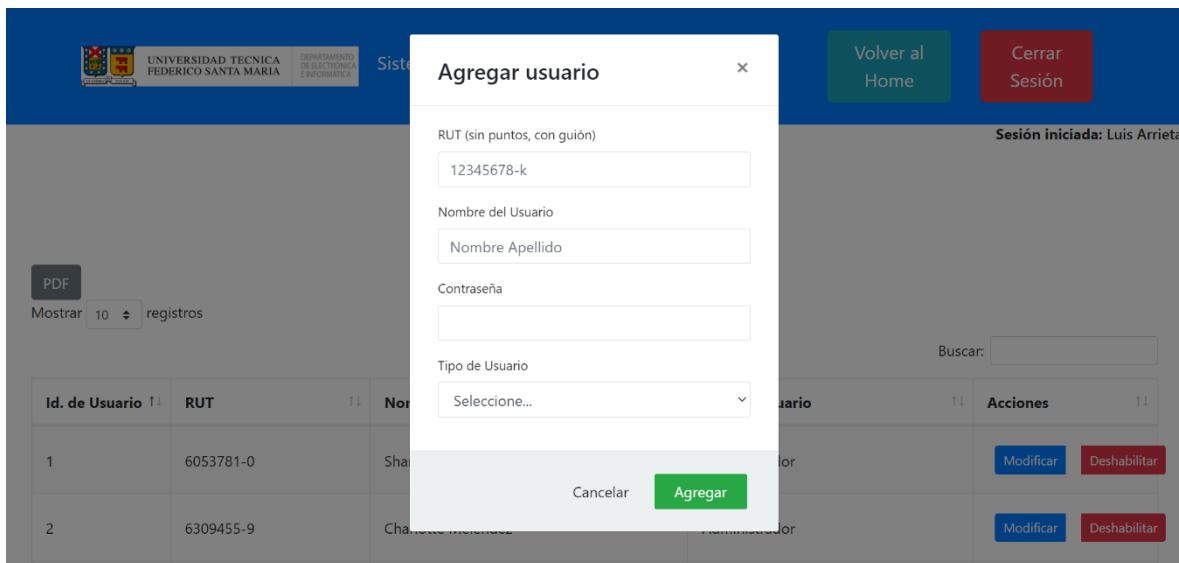 UNIVERSIDAD TECNICA
FEDERICO SANTA MARIA
DEPARTAMENTO
DE ELECTRÓNICA
E INFORMÁTICA
Siste
Volver al
Home
Cerrar
Sesión
Sesión iniciada: Luis Arrieta
Agregar usuario
×
RUT (sin puntos, con guión)
12345678-k
Nombre del Usuario
Nombre Apellido
Contraseña
Tipo de Usuario
Seleccione...
Cancelar
Agregar
PDF
Mostrar 10 registros
Buscar:
Id. de Usuario RUT Nor uario Acciones
1 6053781-0 Shar dor Modificar Deshabilitar
2 6309455-9 Charlotte Administrador Modificar Deshabilitar